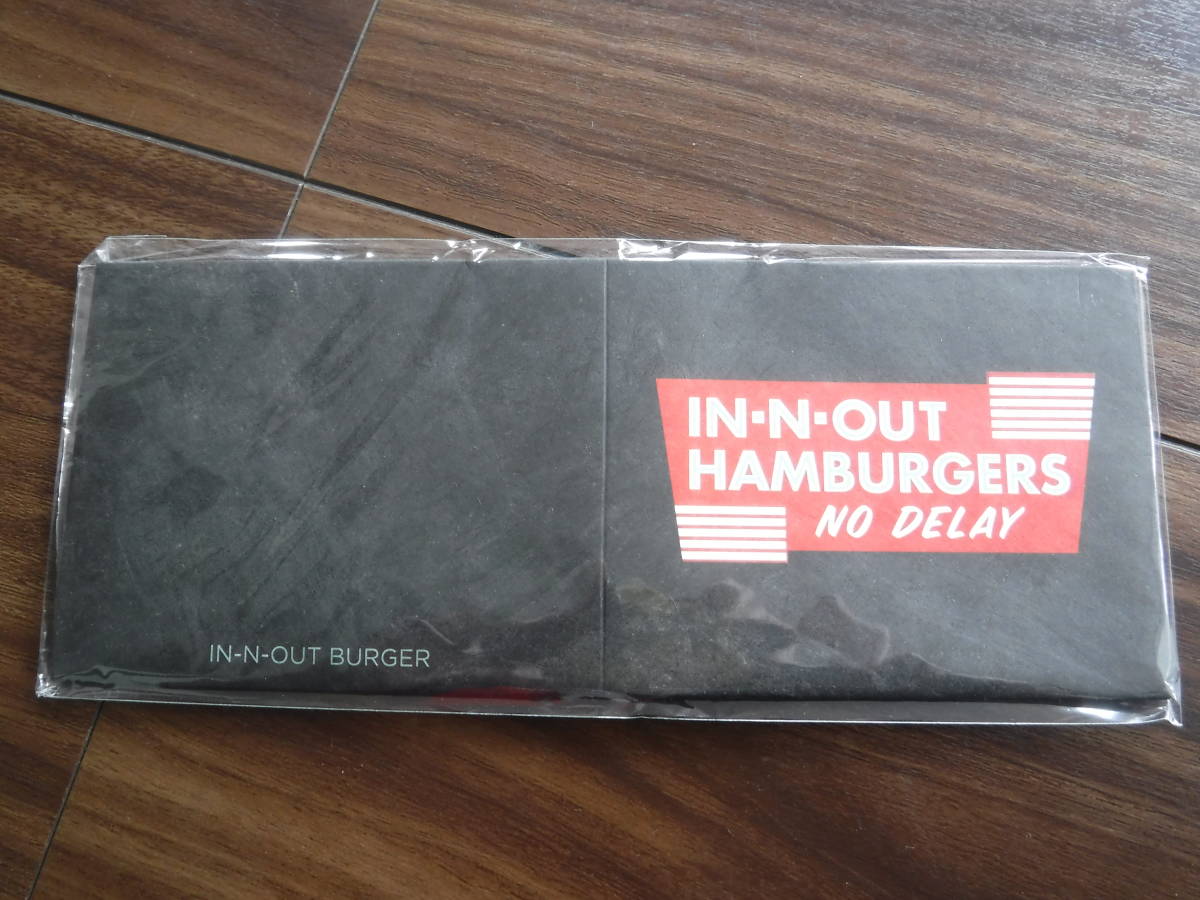 IN-N-OUT BURGER
IN-N-OUT
HAMBURGERS
NO DELAY